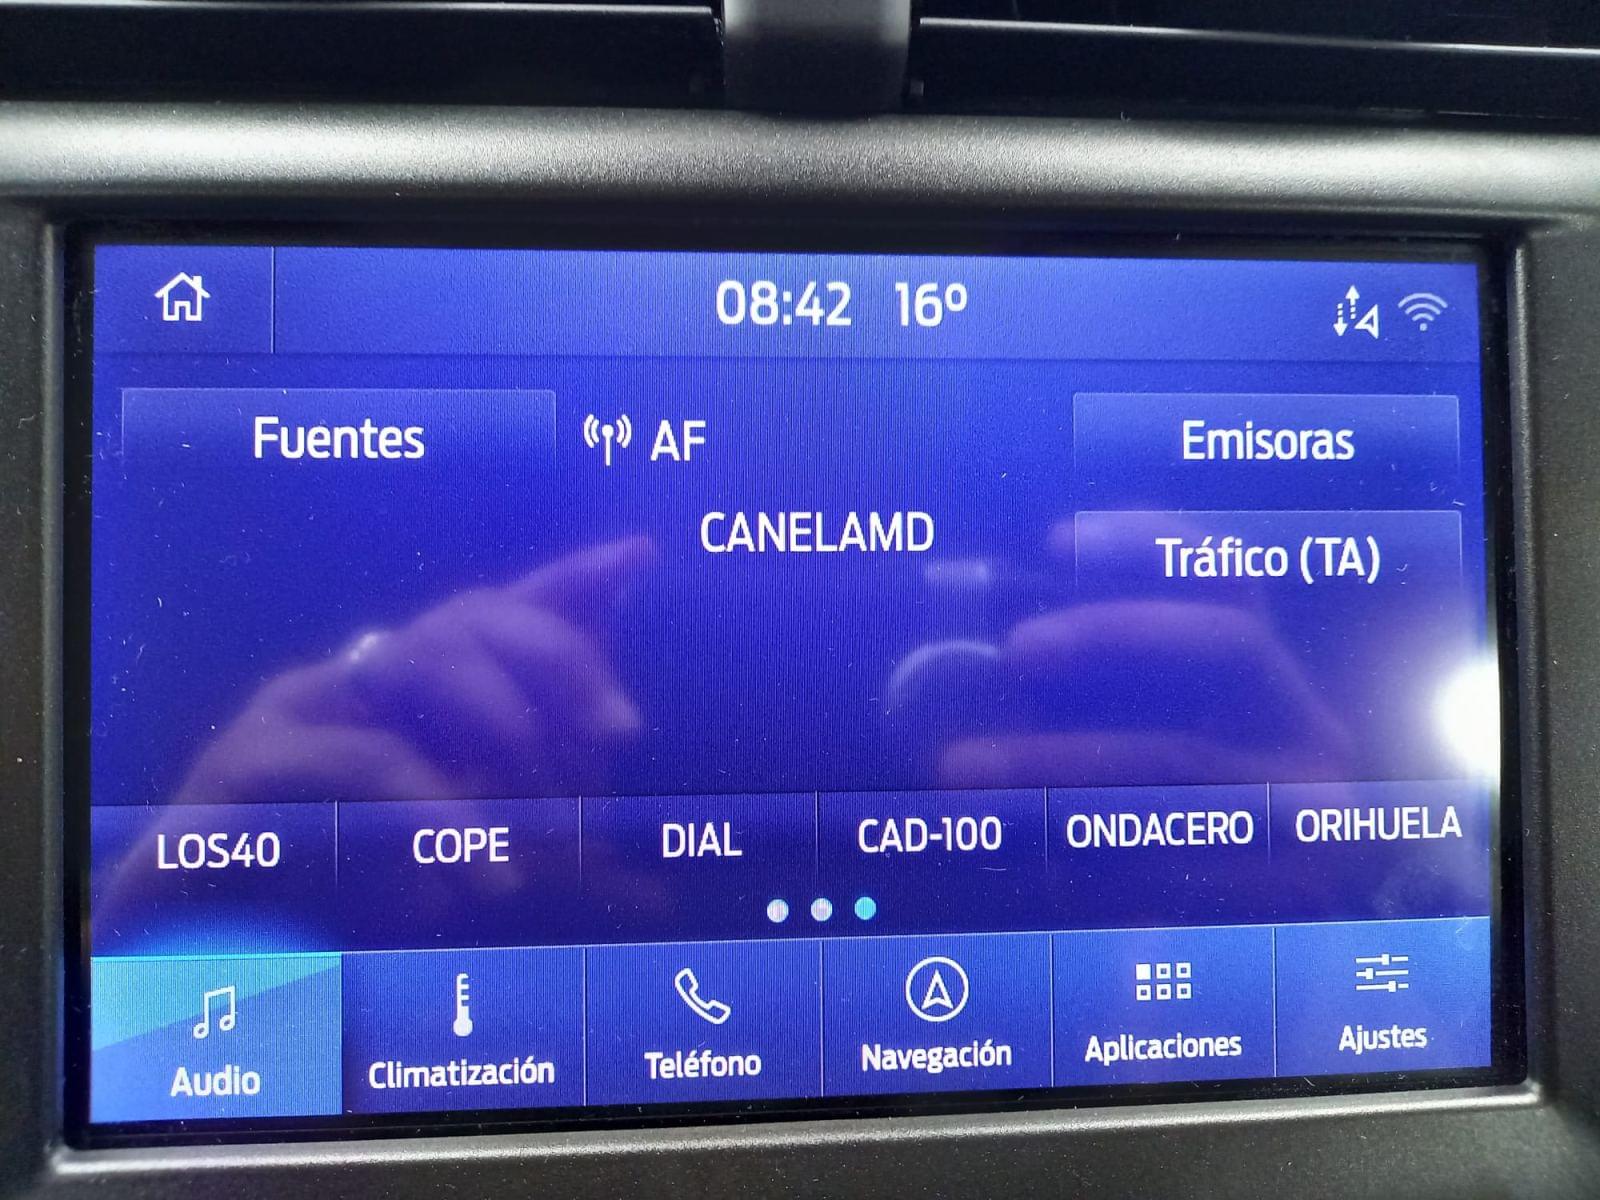 08:42 16º
Fuentes
AF
Emisoras
CANELAMD
Tráfico (TA)
LOS40
COPE
DIAL
CAD-100
ONDACERO
ORIHUELA
Audio
Climatización
Teléfono
Navegación
Aplicaciones
Ajustes